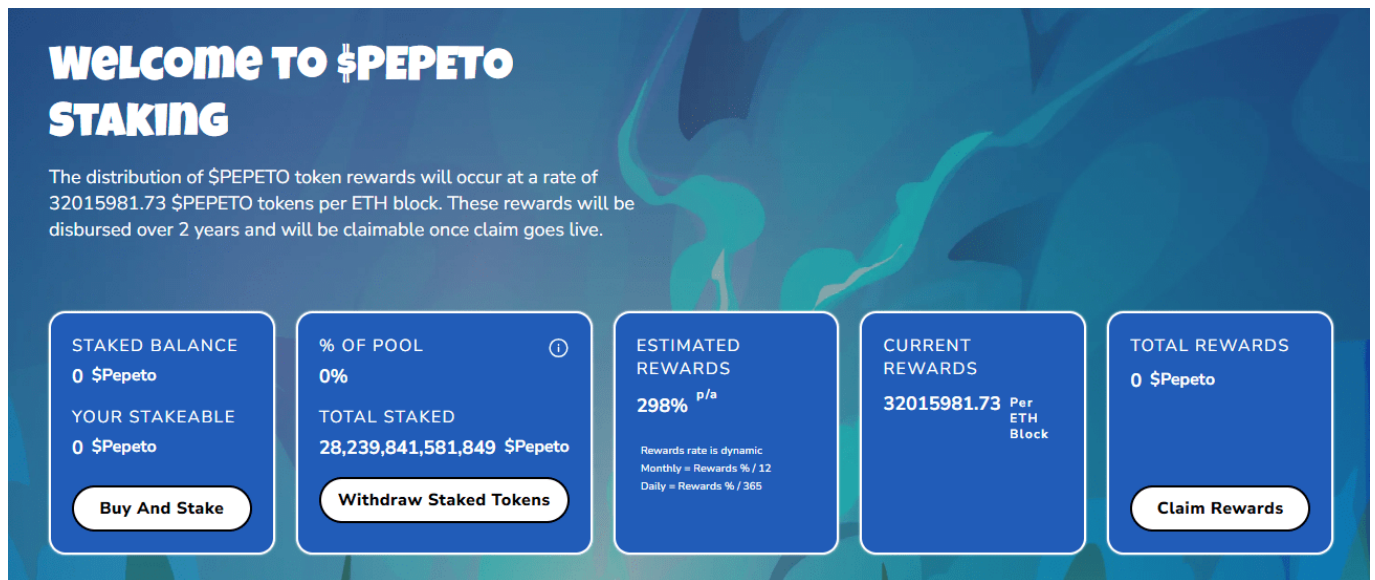 Welcome to $PEPETO
Staking
The distribution of $PEPETO token rewards will occur at a rate of
32015981.73 $PEPETO tokens per ETH block. These rewards will be
disbursed over 2 years and will be claimable once claim goes live.
STAKED BALANCE
0 $Pepeto
YOUR STAKEABLE
0 $Pepeto
Buy And Stake
% OF POOL
0%
TOTAL STAKED
28,239,841,581,849 $Pepeto
Withdraw Staked Tokens
ESTIMATED
REWARDS
298% p/a
Rewards rate is dynamic
Monthly = Rewards % / 12
Daily = Rewards % / 365
CURRENT
REWARDS
32015981.73 Per
ETH
Block
TOTAL REWARDS
0 $Pepeto
Claim Rewards